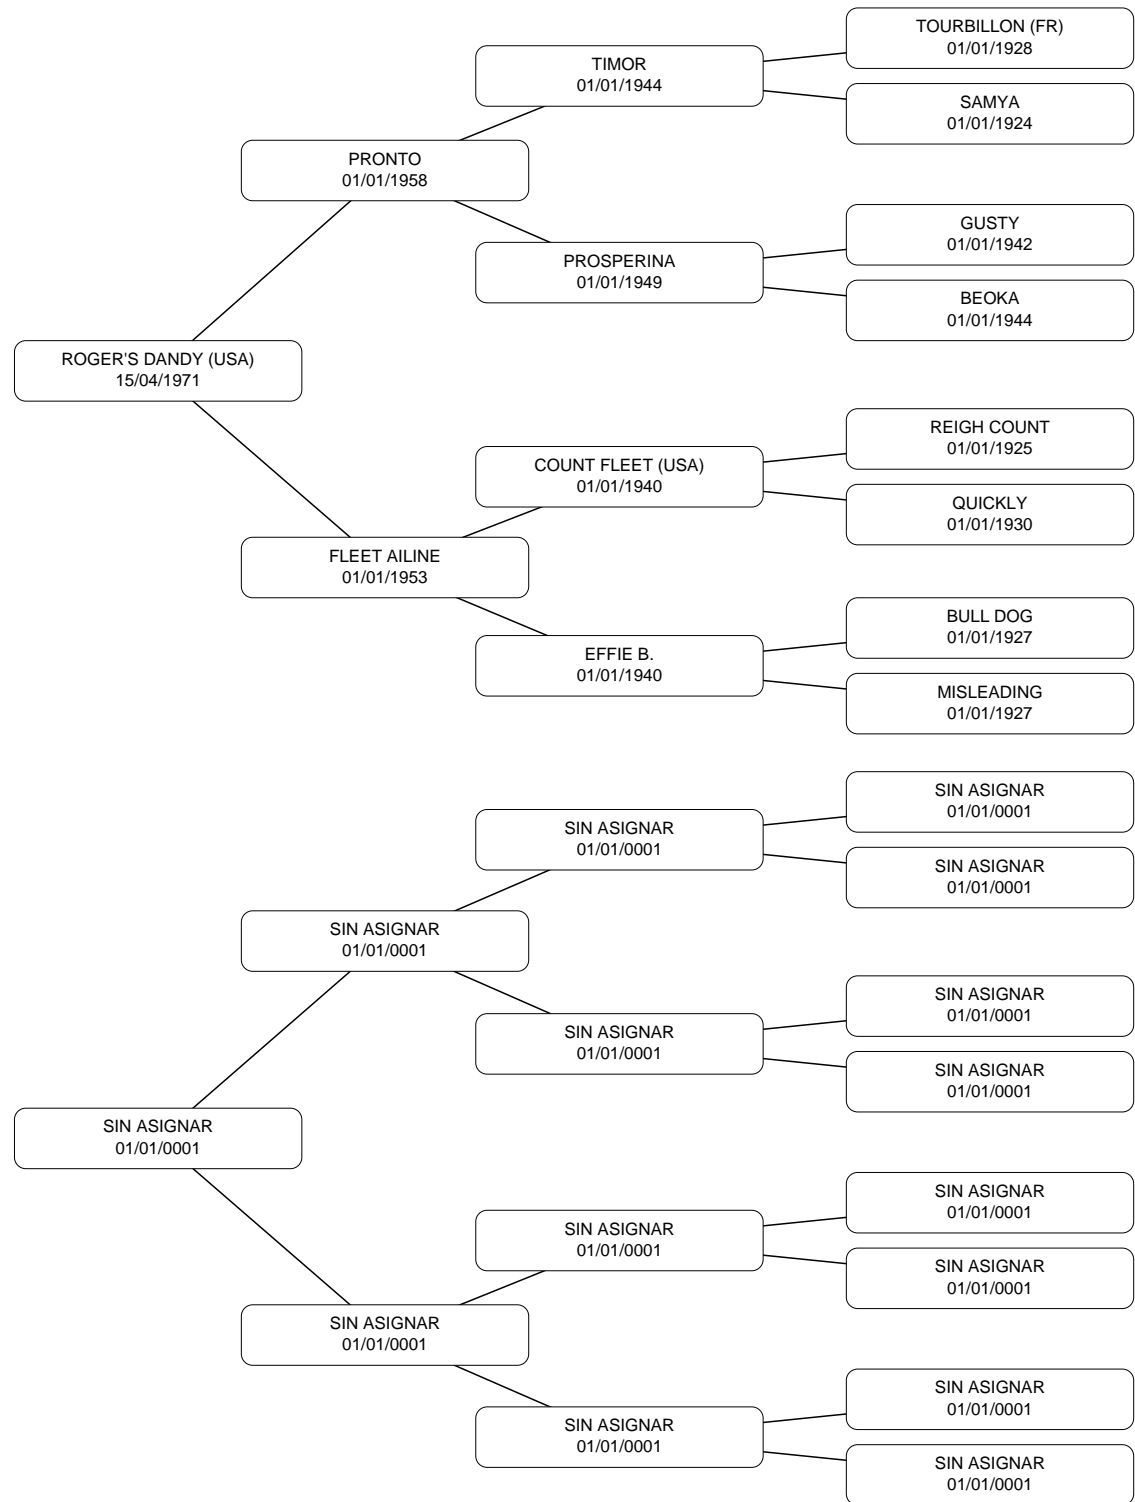 TOURBILLON (FR)
01/01/1928
TIMOR
01/01/1944
SAMYA
01/01/1924
PRONTO
01/01/1958
GUSTY
01/01/1942
PROSPERINA
01/01/1949
BEOKA
01/01/1944
ROGER'S DANDY (USA)
15/04/1971
REIGH COUNT
01/01/1925
COUNT FLEET (USA)
01/01/1940
QUICKLY
01/01/1930
FLEET AILINE
01/01/1953
BULL DOG
01/01/1927
EFFIE B.
01/01/1940
MISLEADING
01/01/1927
SIN ASIGNAR
01/01/0001
SIN ASIGNAR
01/01/0001
SIN ASIGNAR
01/01/0001
SIN ASIGNAR
01/01/0001
SIN ASIGNAR
01/01/0001
SIN ASIGNAR
01/01/0001
SIN ASIGNAR
01/01/0001
SIN ASIGNAR
01/01/0001
SIN ASIGNAR
01/01/0001
SIN ASIGNAR
01/01/0001
SIN ASIGNAR
01/01/0001
SIN ASIGNAR
01/01/0001
SIN ASIGNAR
01/01/0001
SIN ASIGNAR
01/01/0001
SIN ASIGNAR
01/01/0001